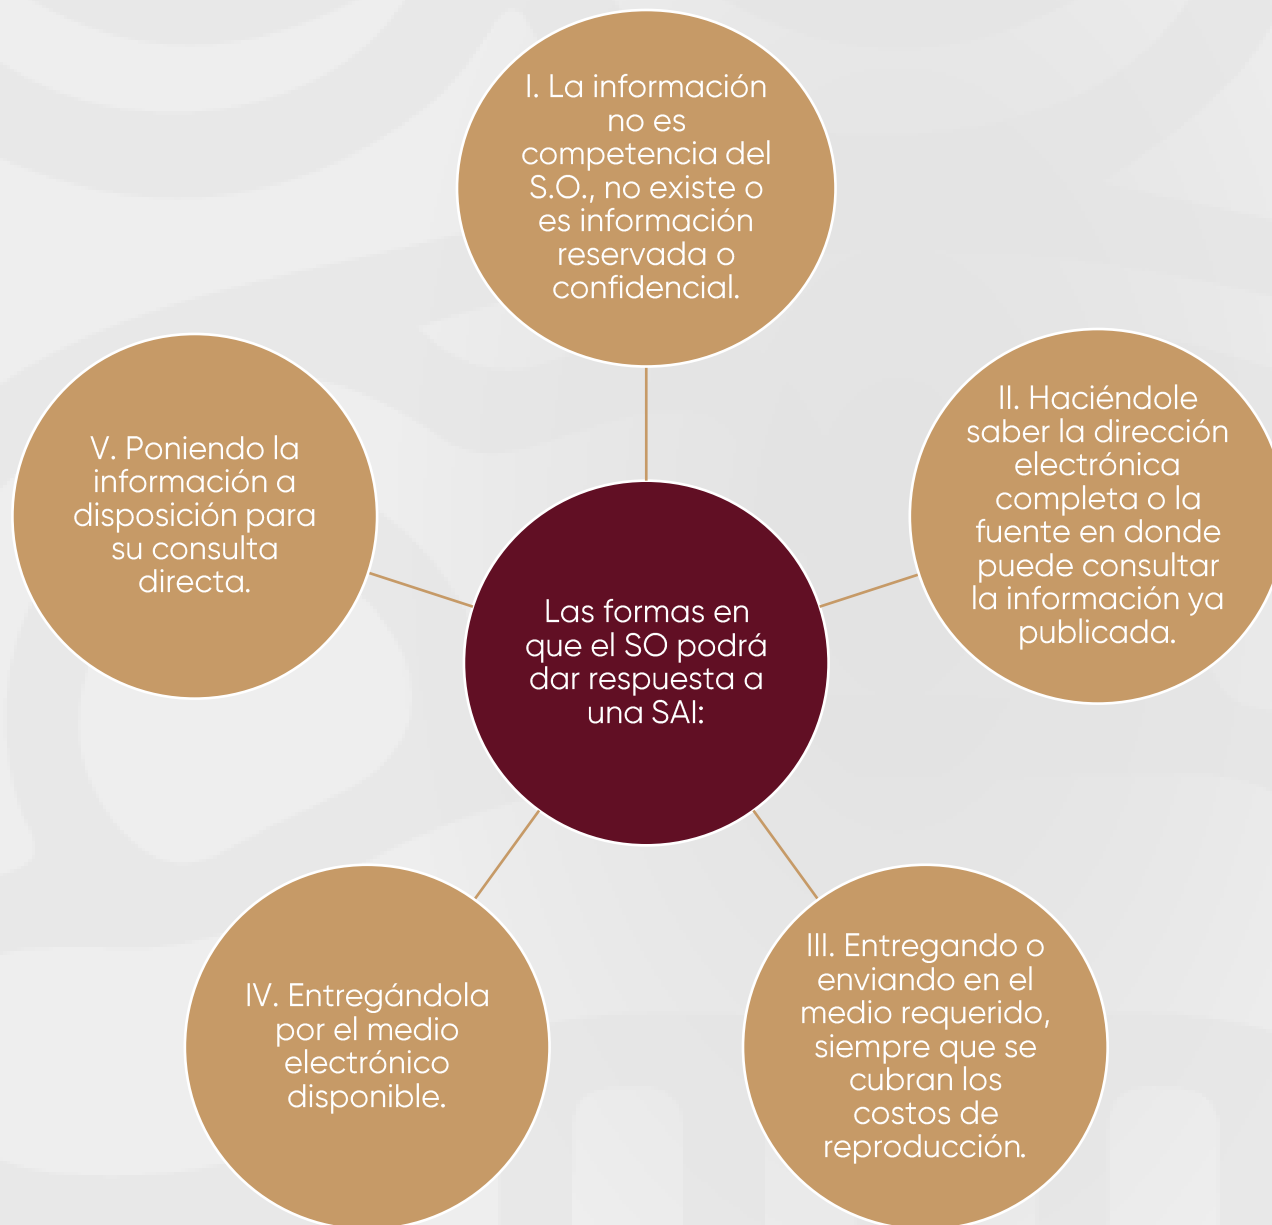 I. La información
no es
competencia del
S.O., no existe o
es información
reservada o
confidencial.
II. Haciéndole
saber la dirección
electrónica
completa o la
fuente en donde
puede consultar
la información ya
publicada.
V. Poniendo la
información a
disposición para
su consulta
directa.
Las formas en
que el SO podrá
dar respuesta a
una SAI:
III. Entregando o
enviando en el
medio requerido,
siempre que se
cubran los
costos de
reproducción.
IV. Entregándola
por el medio
electrónico
disponible.